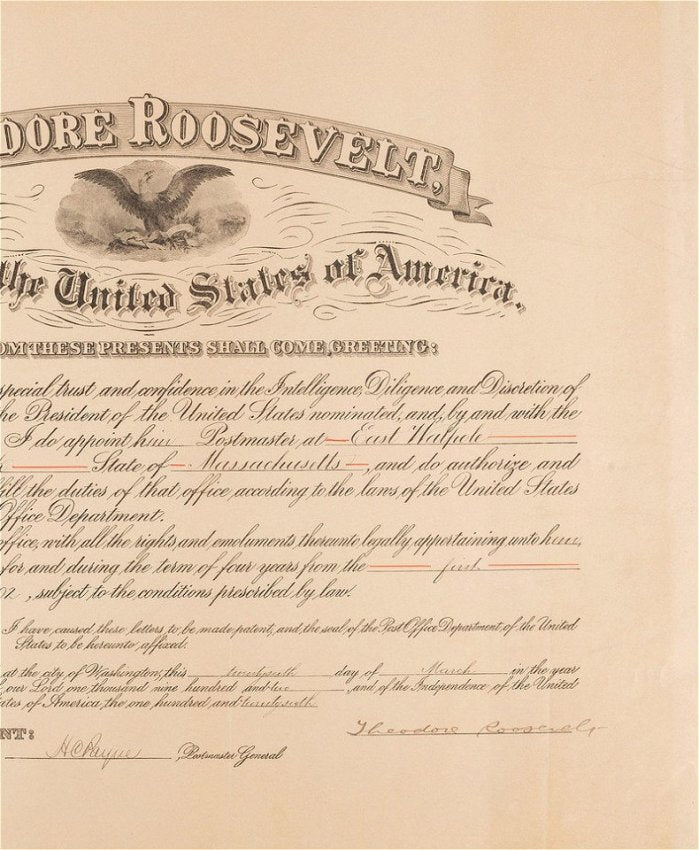 DORE ROOSEVELT,
the United States of America.
OM THESE PRESENTS SHALL COME, GREETING:
special trust and confidence in the Intelligence, Diligence, and Discretion of
he President of the United States nominated, and, by and with the
I do appoint him Postmaster at East Walpole
State of Massachusetts, and do authorize and
fill the duties of that office, according to the laws of the United States
Office Department.
office, with all the rights and emoluments thereunto legally appertaining unto him,
for and during the term of four years from the first
02, subject to the conditions prescribed by law.
I have caused these letters to be made patent, and the seal of the Post Office Department of the United
States to be hereunto affixed.
at the city of Washington, this twentysixth day of March in the year
our Lord one thousand nine hundred and two, and of the Independence of the United
ates of America, the one hundred and twentysixth
NT:
Theodore Roosevelt
H C Payne, Postmaster General